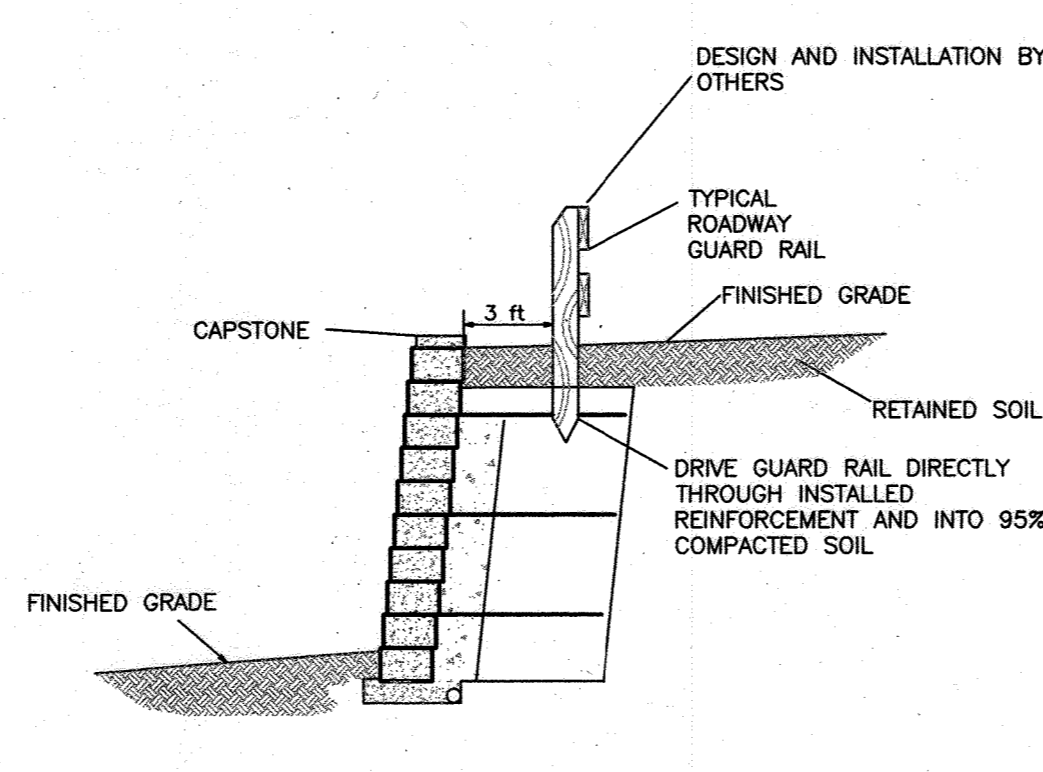 DESIGN AND INSTALLATION BY
OTHERS
TYPICAL
ROADWAY
GUARD RAIL
FINISHED GRADE
3 ft
CAPSTONE
RETAINED SOIL
DRIVE GUARD RAIL DIRECTLY
THROUGH INSTALLED
REINFORCEMENT AND INTO 95%
COMPACTED SOIL
FINISHED GRADE